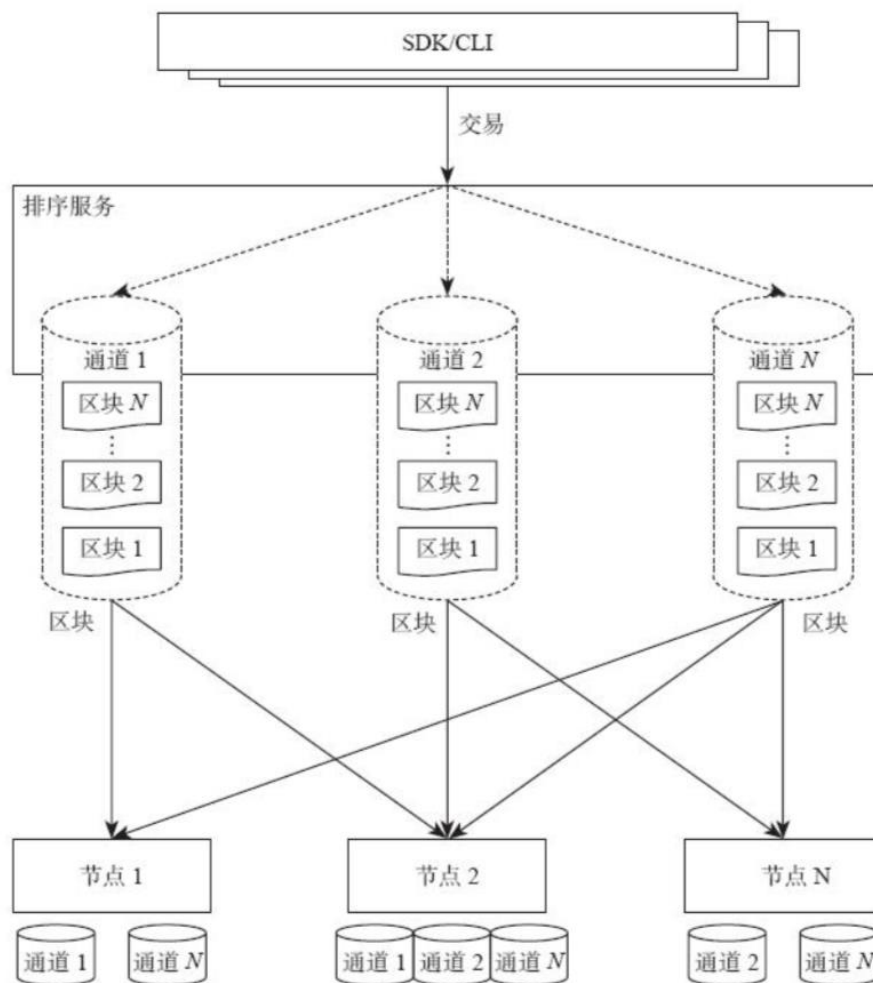 SDK/CLI
交易
排序服务
通道 1
通道 2
通道 N
区块 N
区块 N
区块 N
⋮
⋮
⋮
区块 2
区块 2
区块 2
区块 1
区块 1
区块 1
区块
区块
区块
节点 1
节点 2
节点 N
通道 1
通道 N
通道 1
通道 2
通道 N
通道 2
通道 N